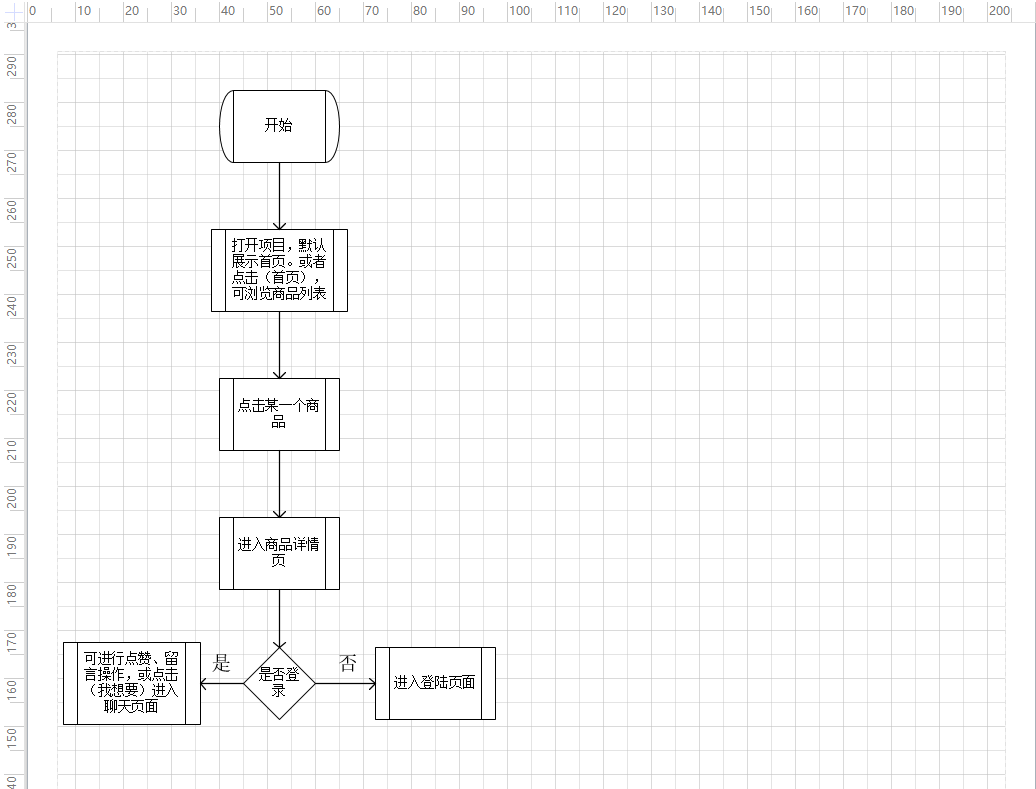 0 10 20 30 40 50 60 70 80 90 100 110 120 130 140 150 160 170 180 190 200
3
290
280
270
260
250
240
230
220
210
200
190
180
170
160
150
40
开始
打开项目，默认
展示首页。或者
点击（首页），
可浏览商品列表
点击某一个商
品
进入商品详情
页
可进行点赞、留
言操作，或点击
（我想要）进入
聊天页面
是
是否登
录
否
进入登陆页面